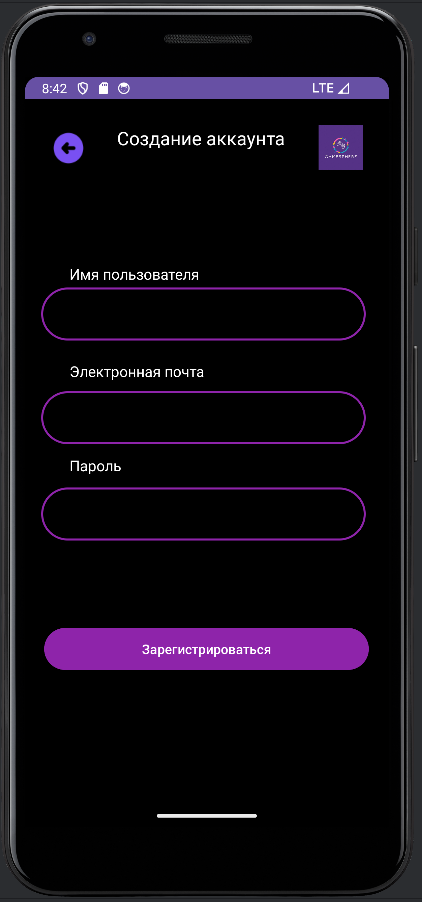 8:42
LTE
Создание аккаунта
Имя пользователя
Электронная почта
Пароль
Зарегистрироваться